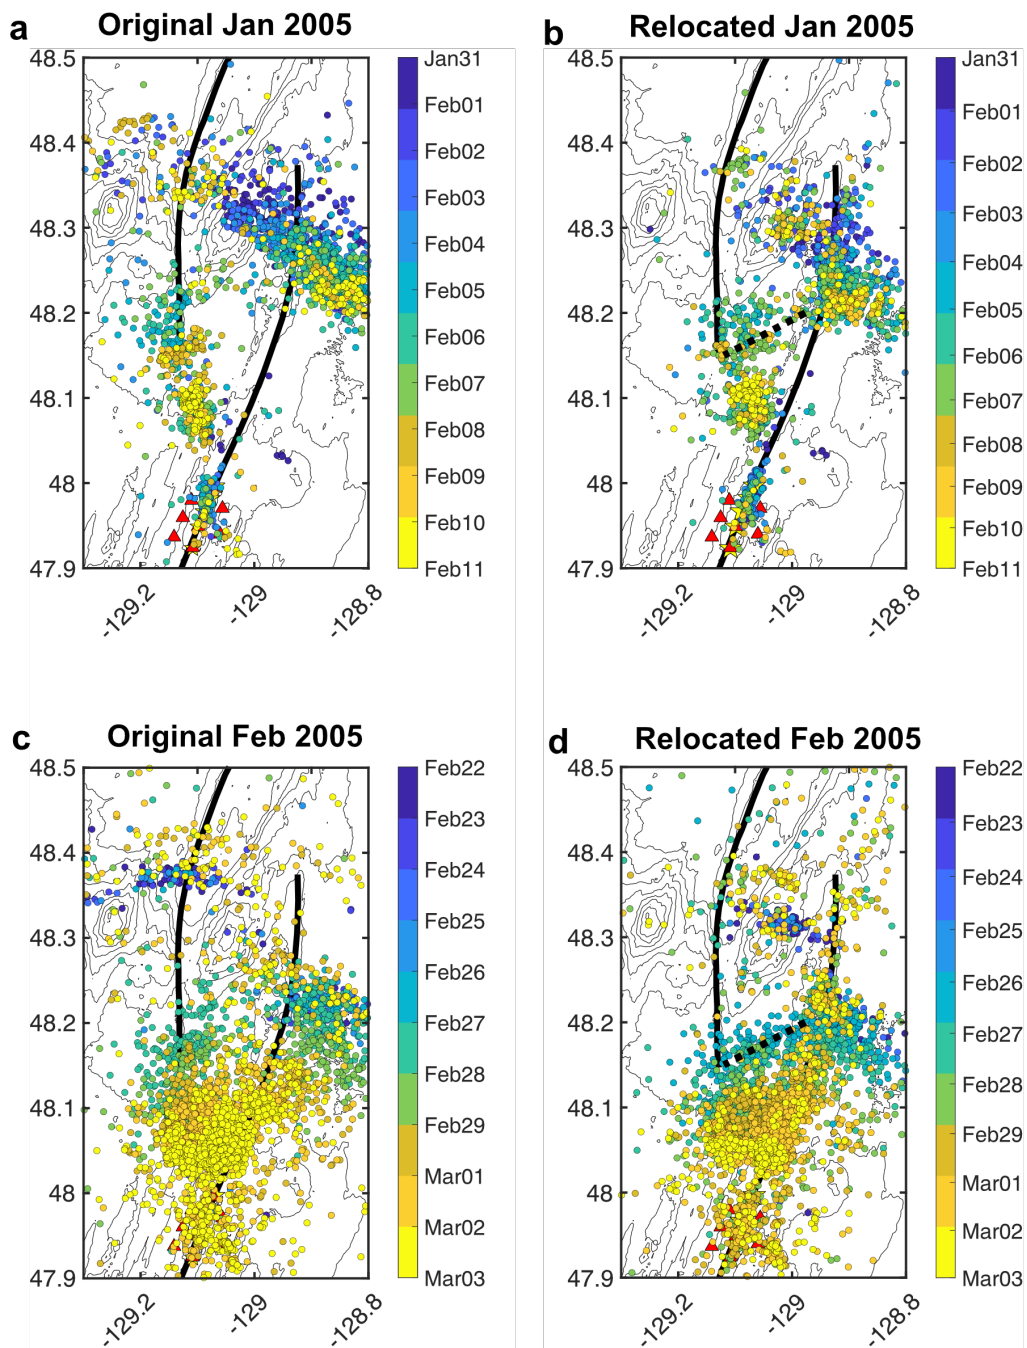 a Original Jan 2005
48.5
48.4
48.3
48.2
48.1
48
47.9
-129.2
-129
-128.8
Jan31
Feb01
Feb02
Feb03
Feb04
Feb05
Feb06
Feb07
Feb08
Feb09
Feb10
Feb11
b Relocated Jan 2005
48.5
48.4
48.3
48.2
48.1
48
47.9
-129.2
-129
-128.8
Jan31
Feb01
Feb02
Feb03
Feb04
Feb05
Feb06
Feb07
Feb08
Feb09
Feb10
Feb11
c Original Feb 2005
48.5
48.4
48.3
48.2
48.1
48
47.9
-129.2
-129
-128.8
Feb22
Feb23
Feb24
Feb25
Feb26
Feb27
Feb28
Feb29
Mar01
Mar02
Mar03
d Relocated Feb 2005
48.5
48.4
48.3
48.2
48.1
48
47.9
-129.2
-129
-128.8
Feb22
Feb23
Feb24
Feb25
Feb26
Feb27
Feb28
Feb29
Mar01
Mar02
Mar03